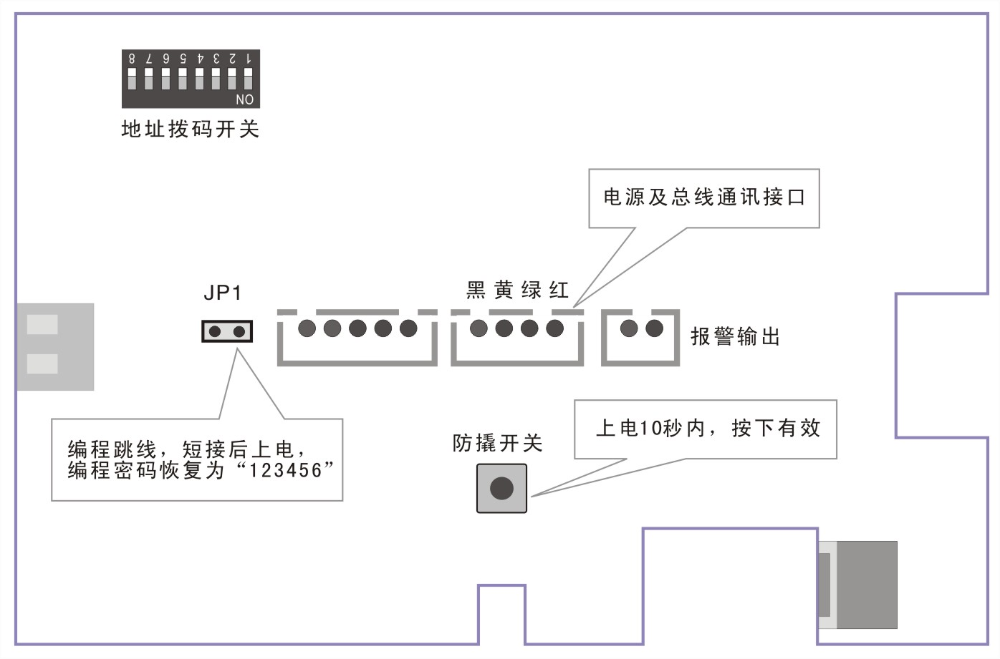 8 7 6 5 4 3 2 1
ON
地址拨码开关
电源及总线通讯接口
JP1
黑黄绿红
报警输出
编程跳线，短接后上电，
编程密码恢复为“123456”
防撬开关
上电10秒内，按下有效